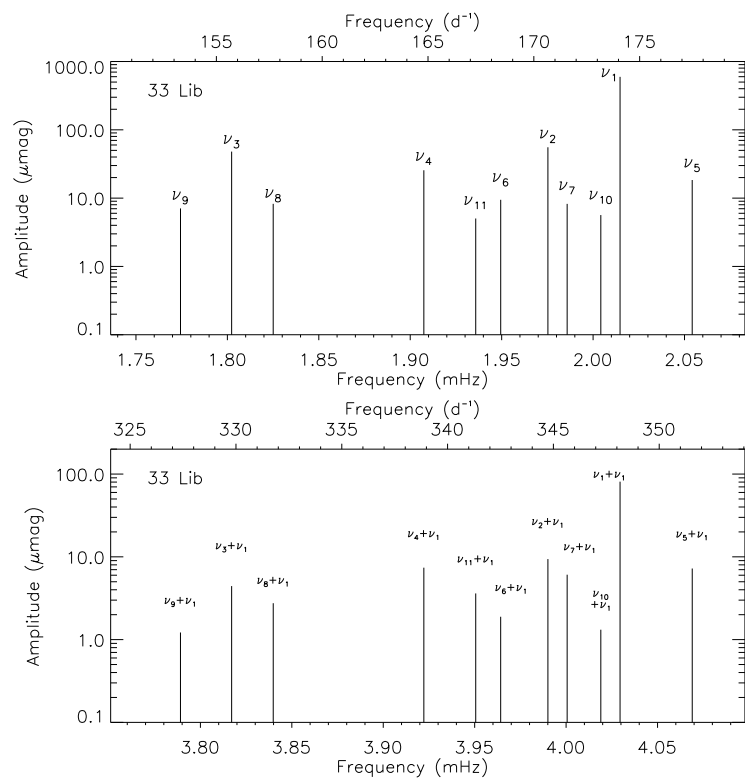 Frequency (d⁻¹)
155 160 165 170 175
1000.0
100.0
10.0
1.0
0.1
Amplitude (μmag)
33 Lib
ν₉
ν₃
ν₈
ν₄
ν₁₁
ν₆
ν₂
ν₇
ν₁₀
ν₁
ν₅
1.75 1.80 1.85 1.90 1.95 2.00 2.05
Frequency (mHz)
Frequency (d⁻¹)
325 330 335 340 345 350
100.0
10.0
1.0
0.1
Amplitude (μmag)
33 Lib
ν₉+ν₁
ν₃+ν₁
ν₈+ν₁
ν₄+ν₁
ν₁₁+ν₁
ν₆+ν₁
ν₂+ν₁
ν₇+ν₁
ν₁₀
+ν₁
ν₁+ν₁
ν₅+ν₁
3.80 3.85 3.90 3.95 4.00 4.05
Frequency (mHz)